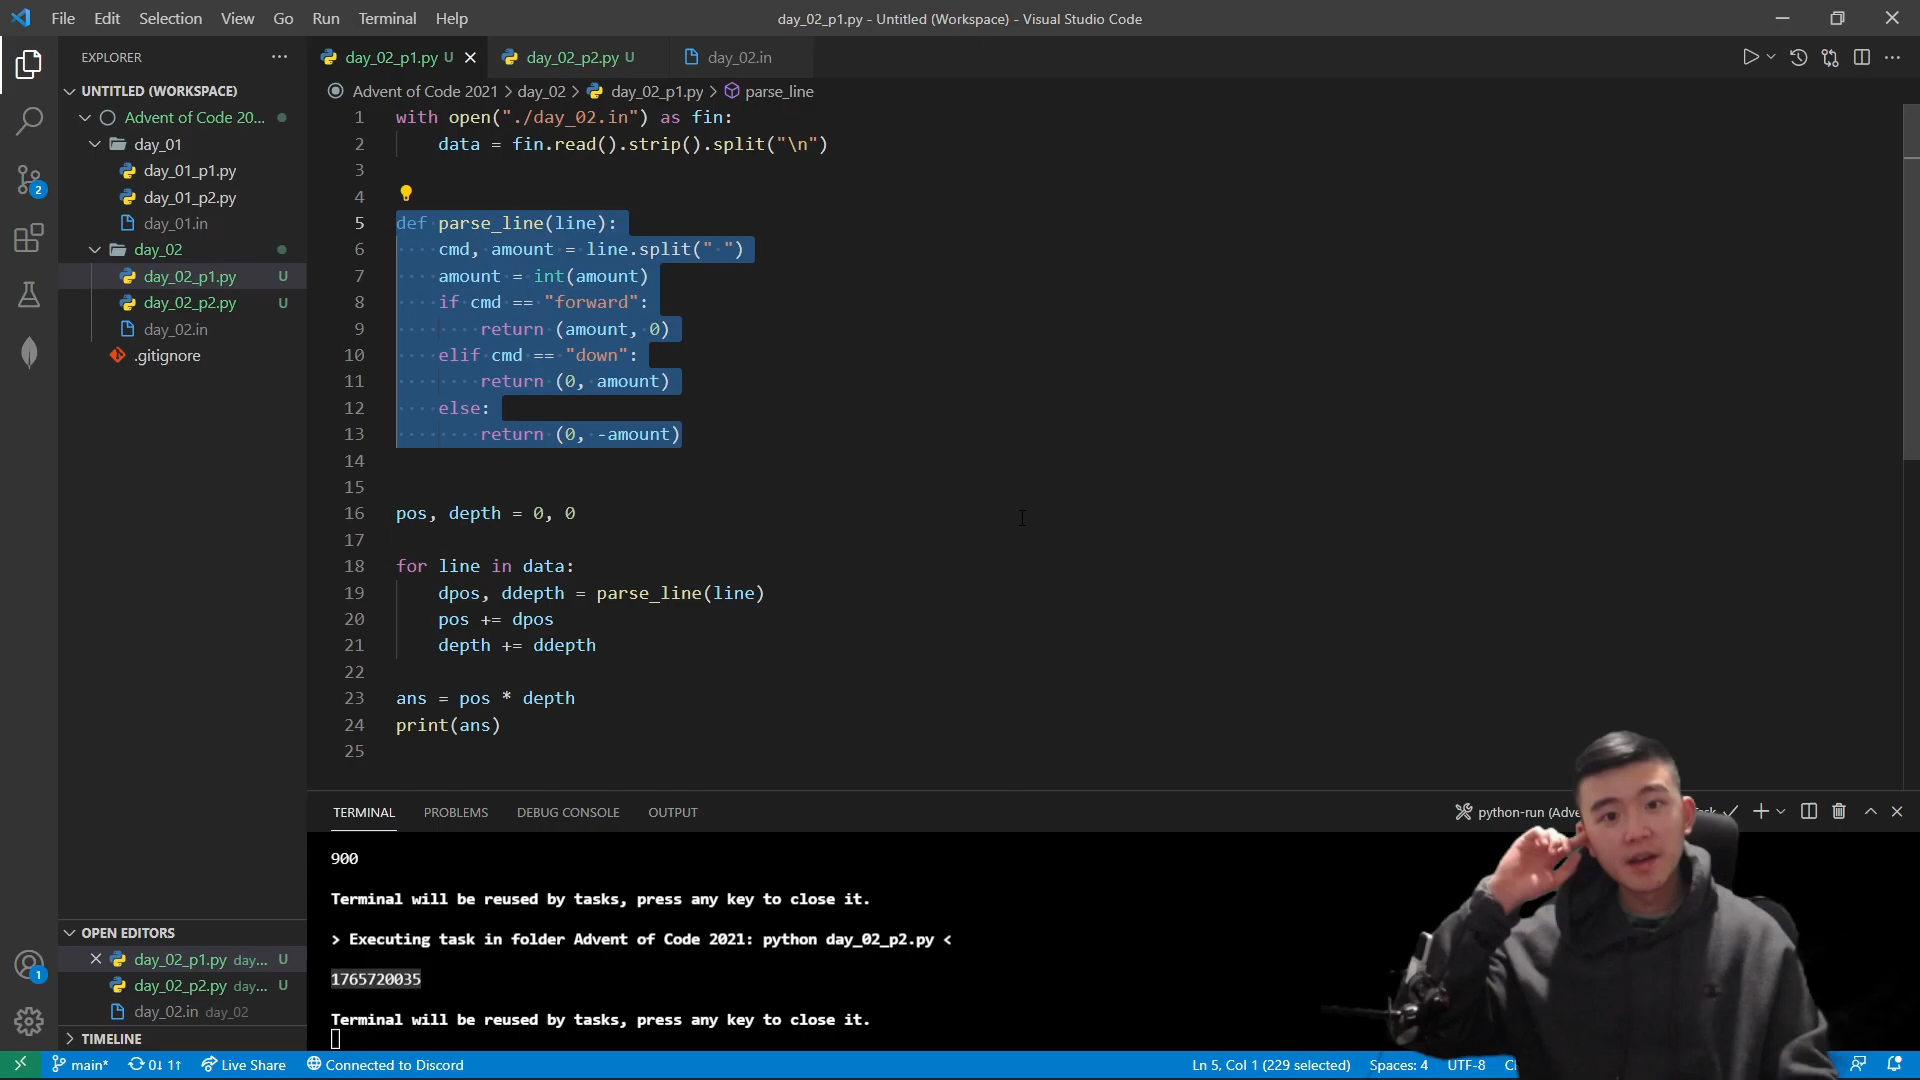 File Edit Selection View Go Run Terminal Help
day_02_p1.py - Untitled (Workspace) - Visual Studio Code
EXPLORER
UNTITLED (WORKSPACE)
Advent of Code 20...
day_01
day_01_p1.py
day_01_p2.py
day_01.in
day_02
day_02_p1.py U
day_02_p2.py U
day_02.in
.gitignore
2
day_02_p1.py U
day_02_p2.py U
day_02.in
Advent of Code 2021 > day_02 > day_02_p1.py > parse_line
1 with open("./day_02.in") as fin:
2 data = fin.read().strip().split("\n")
3
4
5 def parse_line(line):
6 cmd, amount = line.split(" ")
7 amount = int(amount)
8 if cmd == "forward":
9 return (amount, 0)
10 elif cmd == "down":
11 return (0, amount)
12 else:
13 return (0, -amount)
14
15
16 pos, depth = 0, 0
17
18 for line in data:
19 dpos, ddepth = parse_line(line)
20 pos += dpos
21 depth += ddepth
22
23 ans = pos * depth
24 print(ans)
25
TERMINAL PROBLEMS DEBUG CONSOLE OUTPUT
python-run (Adve
900
Terminal will be reused by tasks, press any key to close it.
> Executing task in folder Advent of Code 2021: python day_02_p2.py <
1765720035
Terminal will be reused by tasks, press any key to close it.
OPEN EDITORS
day_02_p1.py day... U
day_02_p2.py day... U
day_02.in day_02
TIMELINE
1
main* 0↓ 1↑ Live Share Connected to Discord
Ln 5, Col 1 (229 selected) Spaces: 4 UTF-8